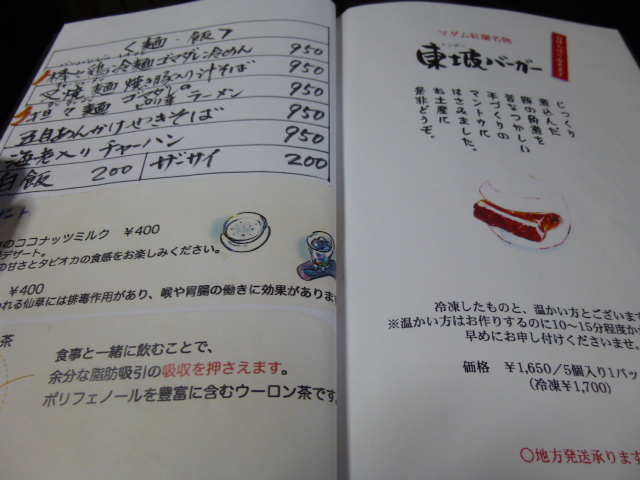 く麺・飯〉
棒々鶏冷麺 ゴマダレ冷めん 950
焼き豚入り汁そば 950
担々麺 ゴマダレの ラーメン 950
五目あんかけやきそば 950
海老入りチャーハン 950
白飯 200 ザーサイ 200
のココナッツミルク ¥400
デザート。
の甘さとタピオカの食感をお楽しみください。
¥400
れる仙草には排毒作用があり、喉や胃腸の働きに効果があります
茶
食事と一緒に飲むことで、
余分な脂肪吸引の吸収を押さえます。
ポリフェノールを豊富に含むウーロン茶です
マダム紅蘭名物
東坡バーガー
じっくり
煮込んだ
豚の角煮を
昔なつかしい
手づくりの
マントウに
はさみました。
お土産に
是非どうぞ。
冷凍したものと、温かい方とございます
※温かい方はお作りするのに10～15分程度か
早めにお申し付けくださいませ。
価格 ¥1,650/5個入り1パッ
(冷凍¥1,700)
〇地方発送承ります